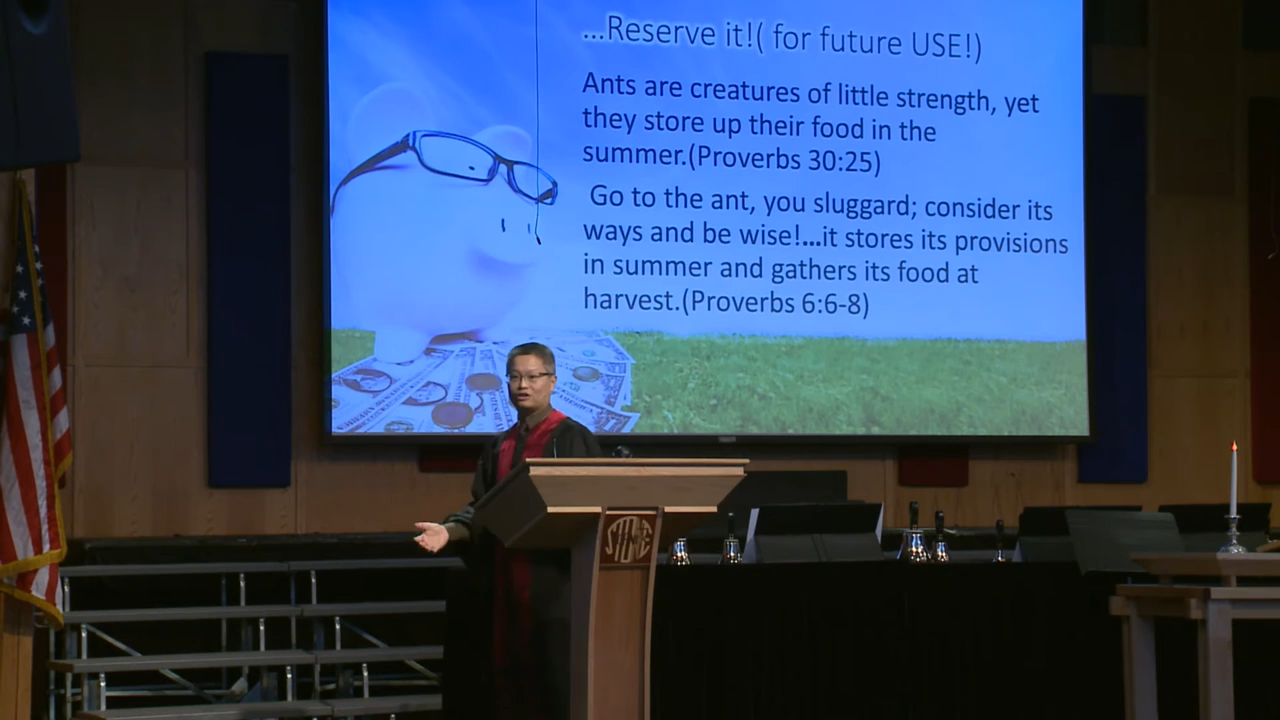 ...Reserve it!( for future USE!)
Ants are creatures of little strength, yet
they store up their food in the
summer.(Proverbs 30:25)
Go to the ant, you sluggard; consider its
ways and be wise!...it stores its provisions
in summer and gathers its food at
harvest.(Proverbs 6:6-8)